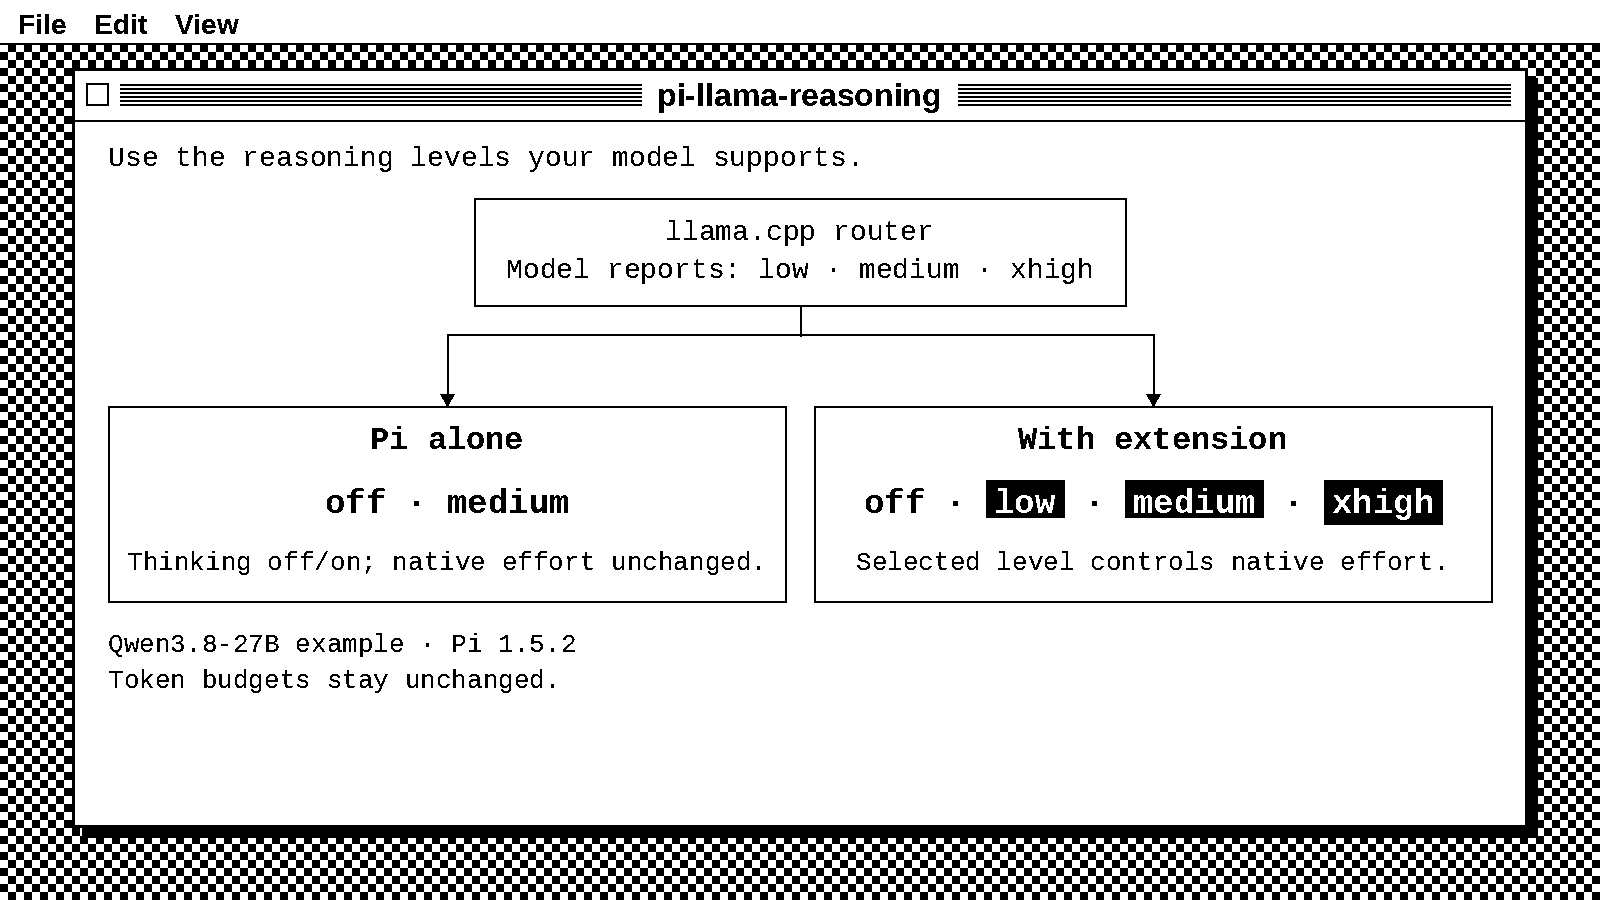 File Edit View
pi-llama-reasoning
Use the reasoning levels your model supports.
llama.cpp router
Model reports: low · medium · xhigh
Pi alone
off · medium
Thinking off/on; native effort unchanged.
With extension
off · low · medium · xhigh
Selected level controls native effort.
Qwen3.8-27B example · Pi 1.5.2
Token budgets stay unchanged.